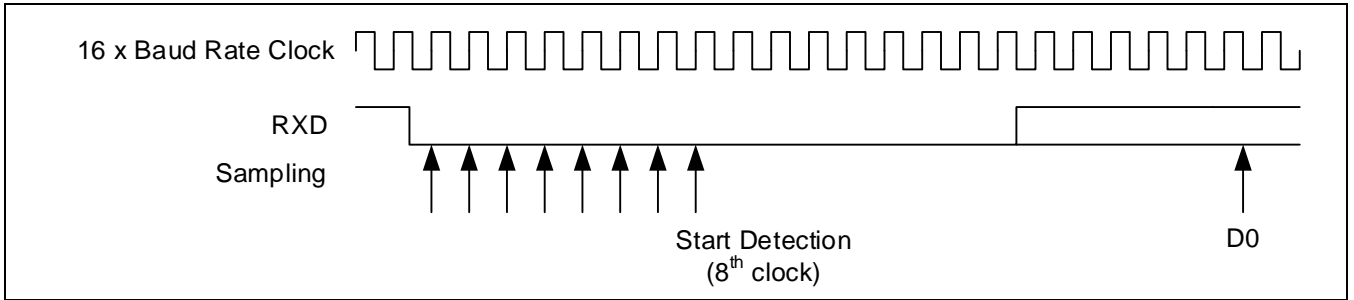 16 x Baud Rate Clock
RXD
Sampling
Start Detection
(8th clock)
D0